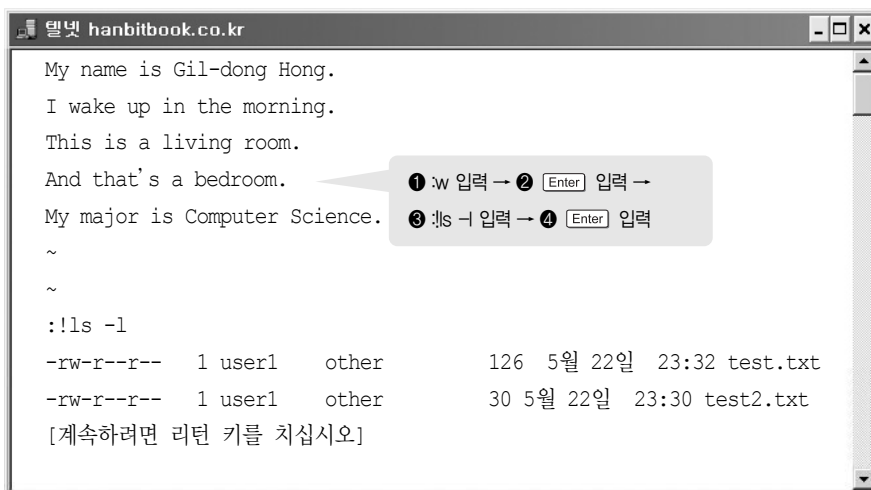 텔넷 hanbitbook.co.kr
My name is Gil-dong Hong.
I wake up in the morning.
This is a living room.
And that's a bedroom.
My major is Computer Science.
❶ :w 입력 → ❷ Enter 입력 →
❸ :!ls -l 입력 → ❹ Enter 입력
~
~
:!ls -l
-rw-r--r-- 1 user1 other 126 5월 22일 23:32 test.txt
-rw-r--r-- 1 user1 other 30 5월 22일 23:30 test2.txt
[계속하려면 리턴 키를 치십시오]